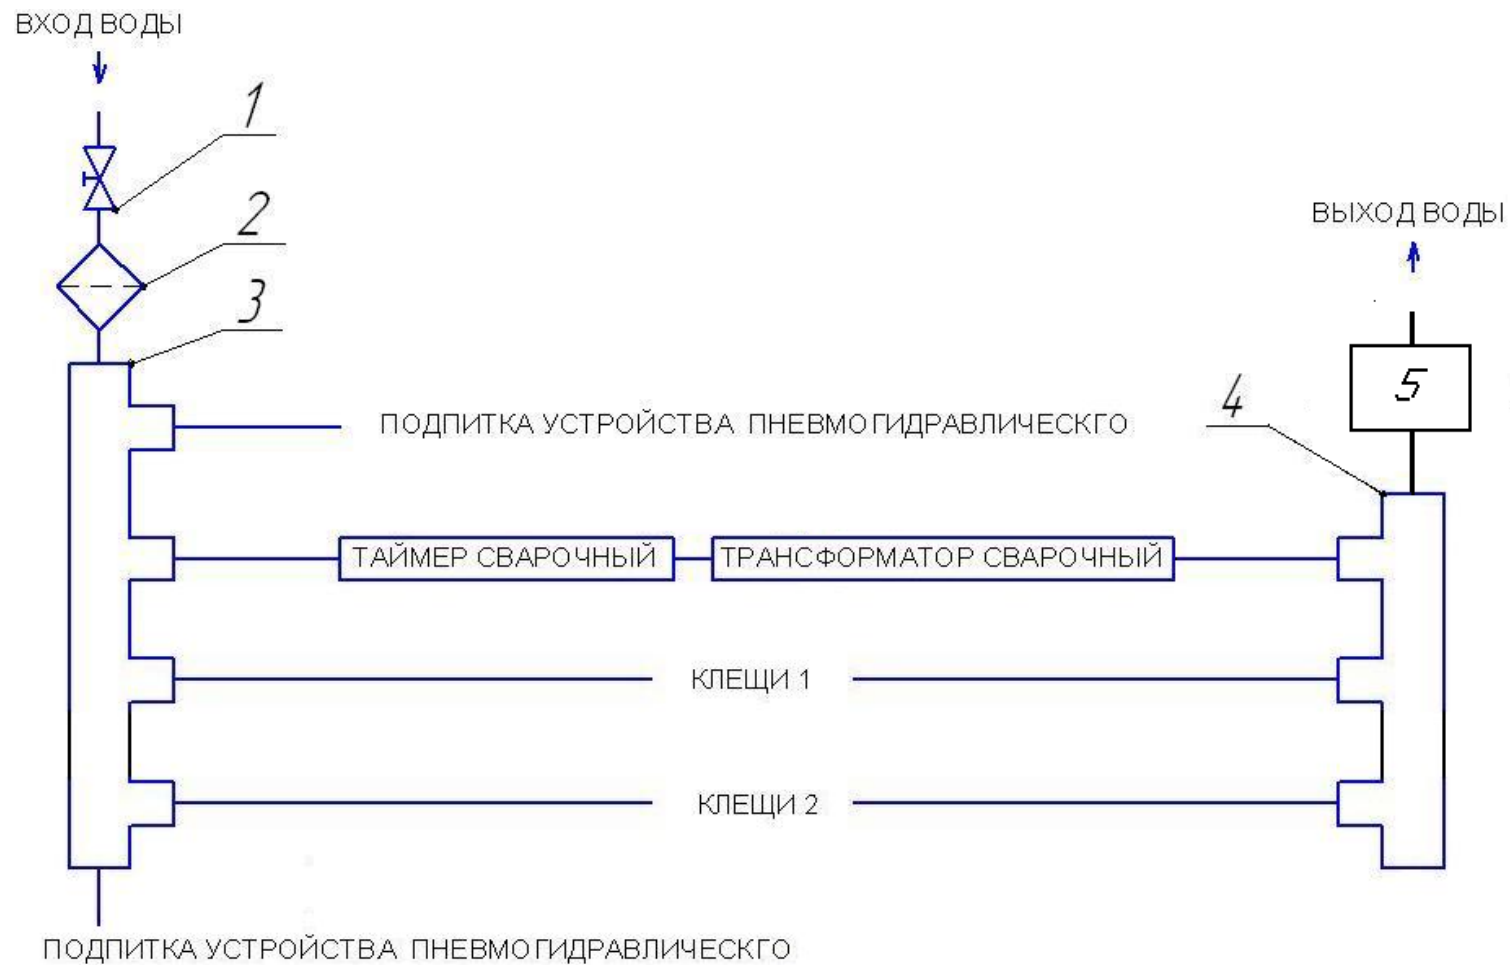 ВХОД ВОДЫ
1
2
3
ВЫХОД ВОДЫ
5
4
ПОДПИТКА УСТРОЙСТВА ПНЕВМОГИДРАВЛИЧЕСКГО
ТАЙМЕР СВАРОЧНЫЙ
ТРАНСФОРМАТОР СВАРОЧНЫЙ
КЛЕЩИ 1
КЛЕЩИ 2
ПОДПИТКА УСТРОЙСТВА ПНЕВМОГИДРАВЛИЧЕСКГО